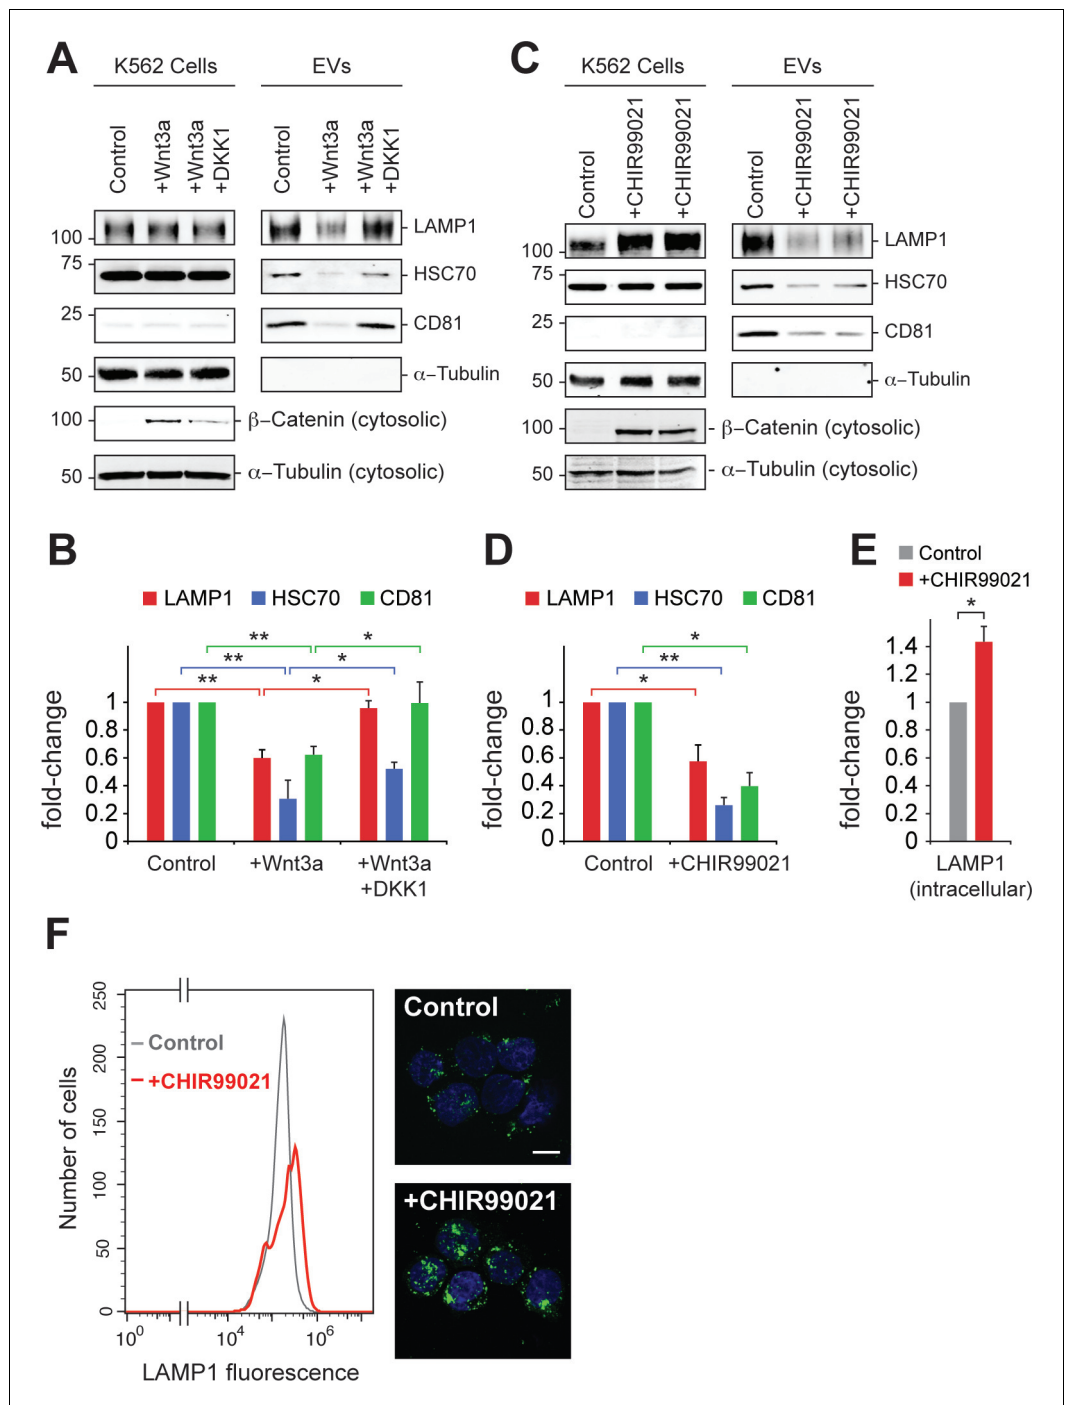 A
K562 Cells
EVs
Control
+Wnt3a
+Wnt3a
+DKK1
Control
+Wnt3a
+Wnt3a
+DKK1
100
LAMP1
75
HSC70
25
CD81
50
α−Tubulin
100
β−Catenin (cytosolic)
50
α−Tubulin (cytosolic)
C
K562 Cells
EVs
Control
+CHIR99021
+CHIR99021
Control
+CHIR99021
+CHIR99021
100
LAMP1
75
HSC70
25
CD81
50
α−Tubulin
100
β−Catenin (cytosolic)
50
α−Tubulin (cytosolic)
B
LAMP1 HSC70 CD81
** *
** *
** *
fold-change
1
0.8
0.6
0.4
0.2
0
Control +Wnt3a +Wnt3a
+DKK1
D
LAMP1 HSC70 CD81
*
**
*
fold-change
1
0.8
0.6
0.4
0.2
0
Control +CHIR99021
E
Control
+CHIR99021
*
fold-change
1.4
1.2
1
0.8
0.6
0.4
0.2
0
LAMP1
(intracellular)
F
Number of cells
250
200
150
100
50
0
Control
+CHIR99021
10⁰ 10⁴ 10⁶
LAMP1 fluorescence
Control
+CHIR99021